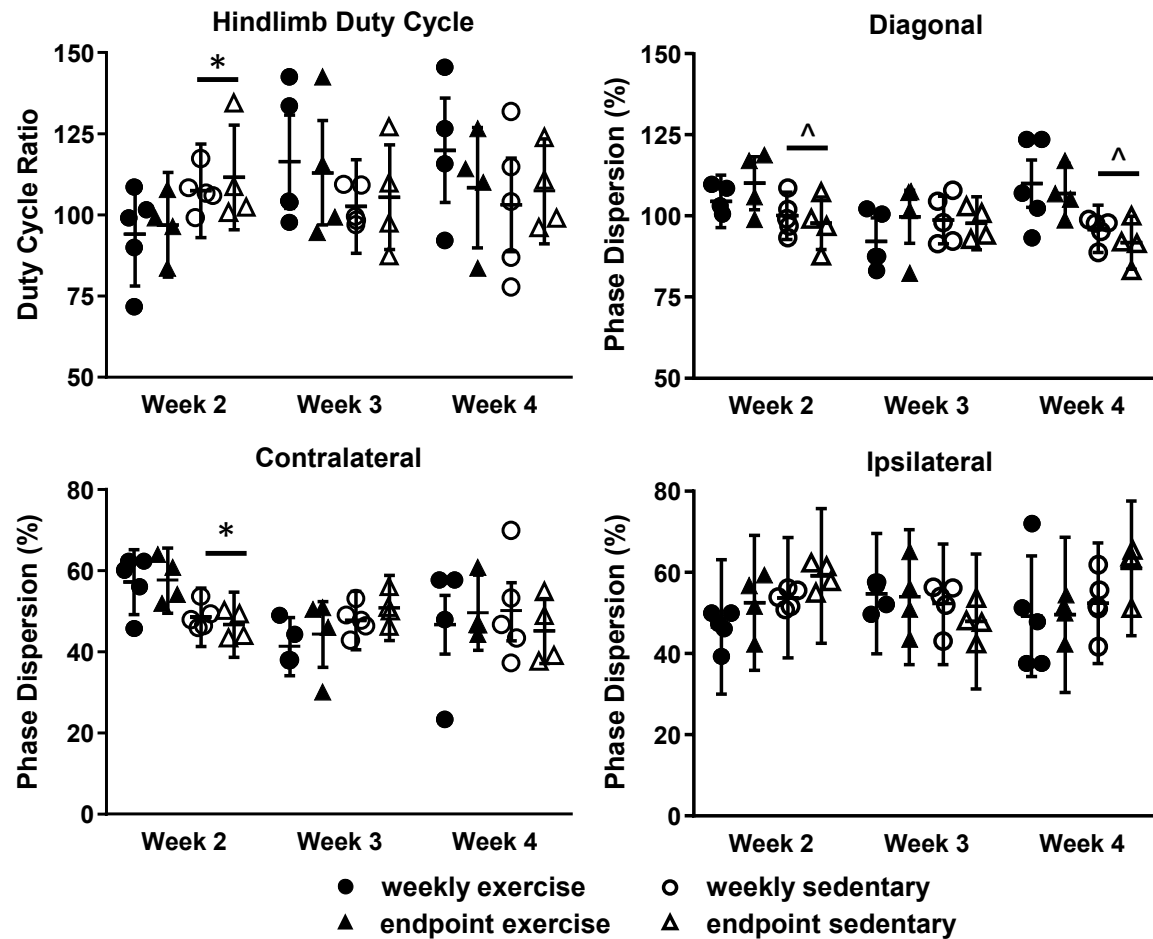 Hindlimb Duty Cycle
Duty Cycle Ratio
150
125
100
75
50
*
Week 2 Week 3 Week 4
Diagonal
Phase Dispersion (%)
150
125
100
75
50
^
^
Week 2 Week 3 Week 4
Contralateral
Phase Dispersion (%)
80
60
40
20
0
*
Week 2 Week 3 Week 4
Ipsilateral
Phase Dispersion (%)
80
60
40
20
0
Week 2 Week 3 Week 4
weekly exercise weekly sedentary
endpoint exercise endpoint sedentary